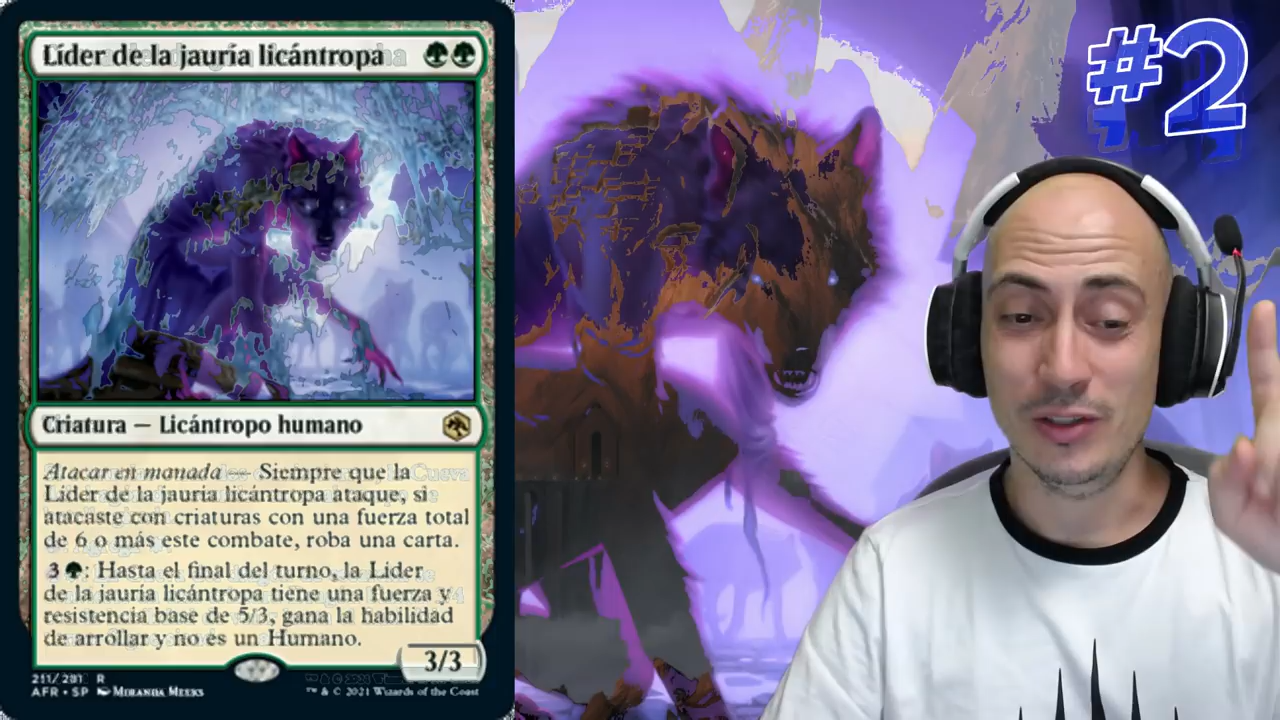 Líder de la jauría licántropa
#2
Criatura — Licántropo humano
Atacar en manada — Siempre que la
Líder de la jauría licántropa ataque, si
atacaste con criaturas con una fuerza total
de 6 o más este combate, roba una carta.
3 : Hasta el final del turno, la Líder
de la jauría licántropa tiene una fuerza y
resistencia base de 5/3, gana la habilidad
de arrollar y no es un Humano.
3/3
211/281 R
AFR • SP MIRANDA MEEKS
™ & © 2021 Wizards of the Coast